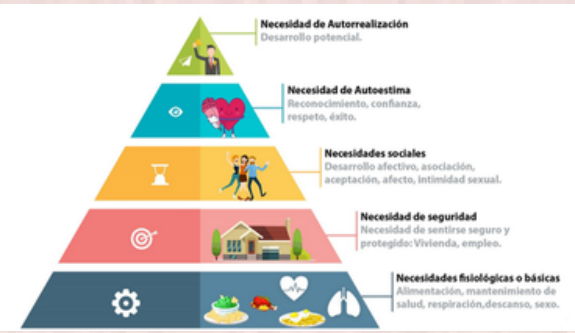 Necesidad de Autorrealización
Desarrollo potencial.
Necesidad de Autoestima
Reconocimiento, confianza,
respeto, éxito.
Necesidades sociales
Desarrollo afectivo, asociación,
aceptación, afecto, intimidad sexual.
Necesidad de seguridad
Necesidad de sentirse seguro y
protegido: Vivienda, empleo.
Necesidades fisiológicas o básicas
Alimentación, mantenimiento de
salud, respiración,descanso, sexo.